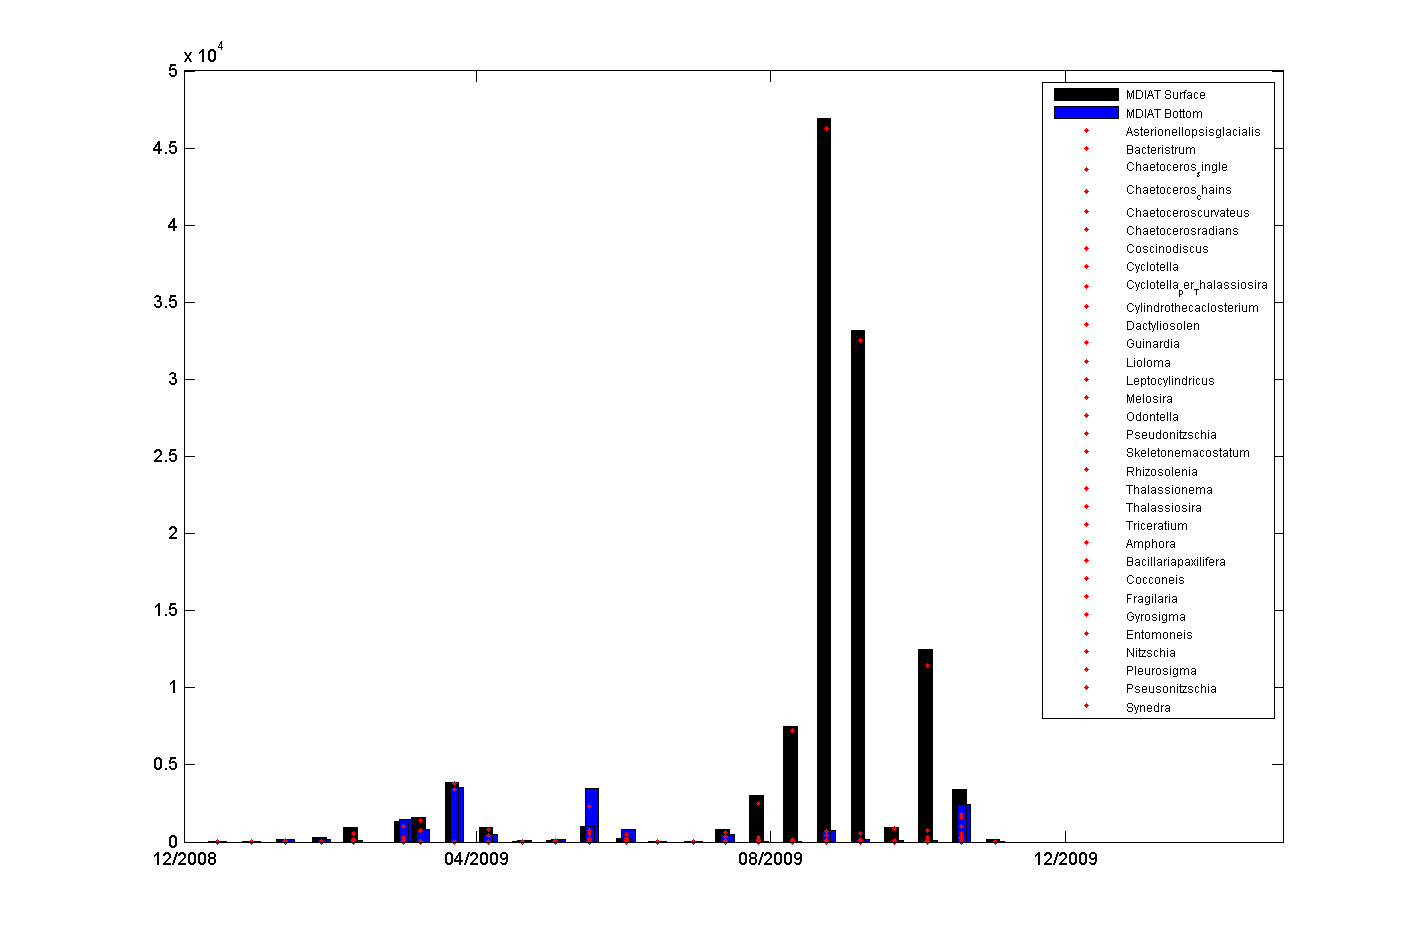 x 10^4
5
4.5
4
3.5
3
2.5
2
1.5
1
0.5
0
12/2008
04/2009
08/2009
12/2009
MDIAT Surface
MDIAT Bottom
Asterionellopsisglacialis
Bacteristrum
Chaetoceros_single
Chaetoceros_chains
Chaetoceroscurvateus
Chaetocerosradians
Coscinodiscus
Cyclotella
Cyclotella_per_Thalassiosira
Cylindrothecaclosterium
Dactyliosolen
Guinardia
Lioloma
Leptocylindricus
Melosira
Odontella
Pseudonitzschia
Skeletonemacostatum
Rhizosolenia
Thalassionema
Thalassiosira
Triceratium
Amphora
Bacillariapaxilifera
Cocconeis
Fragilaria
Gyrosigma
Entomoneis
Nitzschia
Pleurosigma
Pseusonitzschia
Synedra